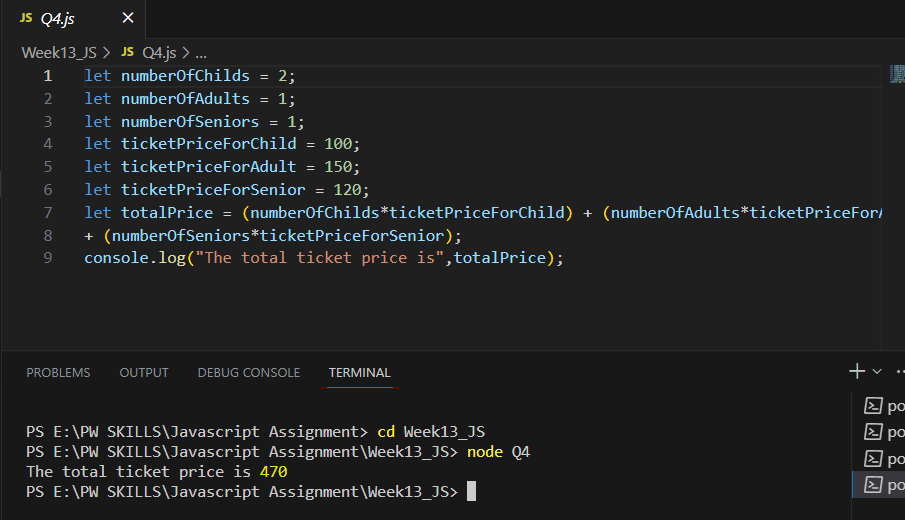 JS Q4.js ×
Week13_JS > JS Q4.js > ...
1 let numberOfChilds = 2;
2 let numberOfAdults = 1;
3 let numberOfSeniors = 1;
4 let ticketPriceForChild = 100;
5 let ticketPriceForAdult = 150;
6 let ticketPriceForSenior = 120;
7 let totalPrice = (numberOfChilds*ticketPriceForChild) + (numberOfAdults*ticketPriceForA
8 + (numberOfSeniors*ticketPriceForSenior);
9 console.log("The total ticket price is",totalPrice);
PROBLEMS OUTPUT DEBUG CONSOLE TERMINAL
PS E:\PW SKILLS\Javascript Assignment> cd Week13_JS
PS E:\PW SKILLS\Javascript Assignment\Week13_JS> node Q4
The total ticket price is 470
PS E:\PW SKILLS\Javascript Assignment\Week13_JS>
po
po
po
po